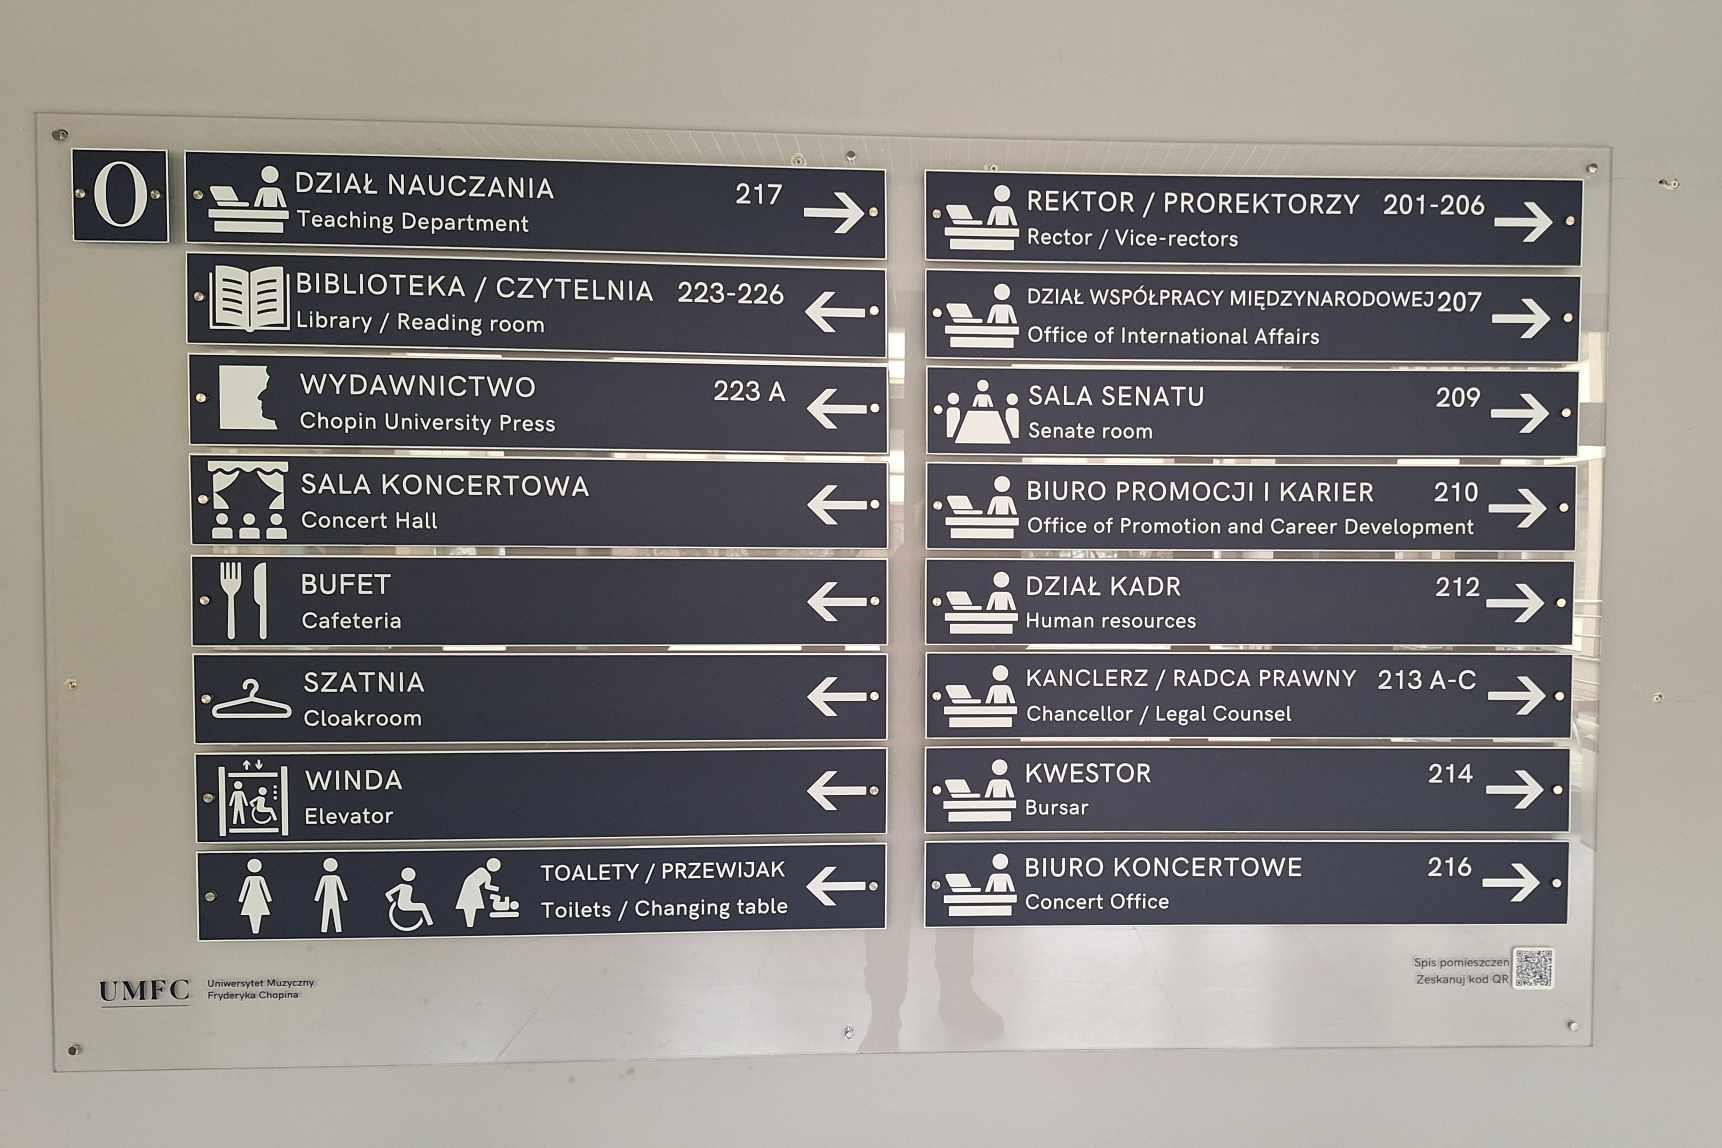 0
DZIAŁ NAUCZANIA 217
Teaching Department
BIBLIOTEKA / CZYTELNIA 223-226
Library / Reading room
WYDAWNICTWO 223 A
Chopin University Press
SALA KONCERTOWA
Concert Hall
BUFET
Cafeteria
SZATNIA
Cloakroom
WINDA
Elevator
TOALETY / PRZEWIJAK
Toilets / Changing table
REKTOR / PROREKTORZY 201-206
Rector / Vice-rectors
DZIAŁ WSPÓŁPRACY MIĘDZYNARODOWEJ 207
Office of International Affairs
SALA SENATU 209
Senate room
BIURO PROMOCJI I KARIER 210
Office of Promotion and Career Development
DZIAŁ KADR 212
Human resources
KANCLERZ / RADCA PRAWNY 213 A-C
Chancellor / Legal Counsel
KWESTOR 214
Bursar
BIURO KONCERTOWE 216
Concert Office
UMFC
Uniwersytet Muzyczny
Fryderyka Chopina
Spis pomieszczeń
Zeskanuj kod QR